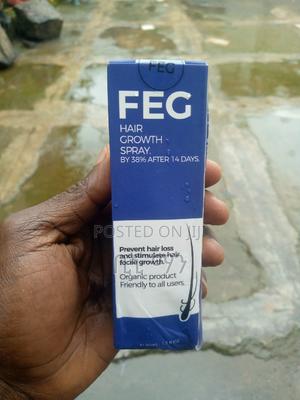 FEG
FEG
HAIR
GROWTH
SPRAY.
BY 38% AFTER 14 DAYS.
POSTED ON
Prevent hair loss
and stimulate hair
focile growth.
Organic product
Friendly to all users.